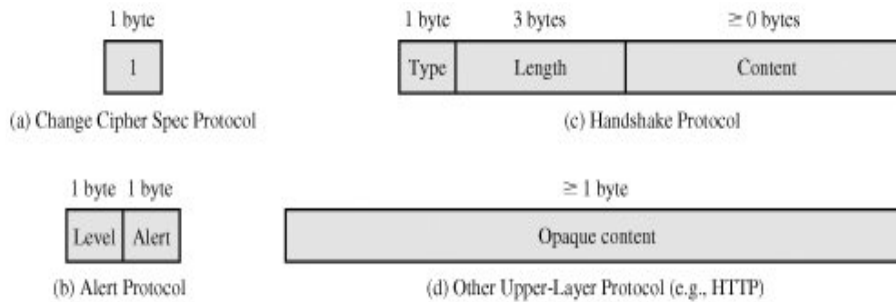 1 byte
1
(a) Change Cipher Spec Protocol
1 byte 3 bytes ≥ 0 bytes
Type Length Content
(c) Handshake Protocol
1 byte 1 byte
Level Alert
(b) Alert Protocol
≥ 1 byte
Opaque content
(d) Other Upper-Layer Protocol (e.g., HTTP)